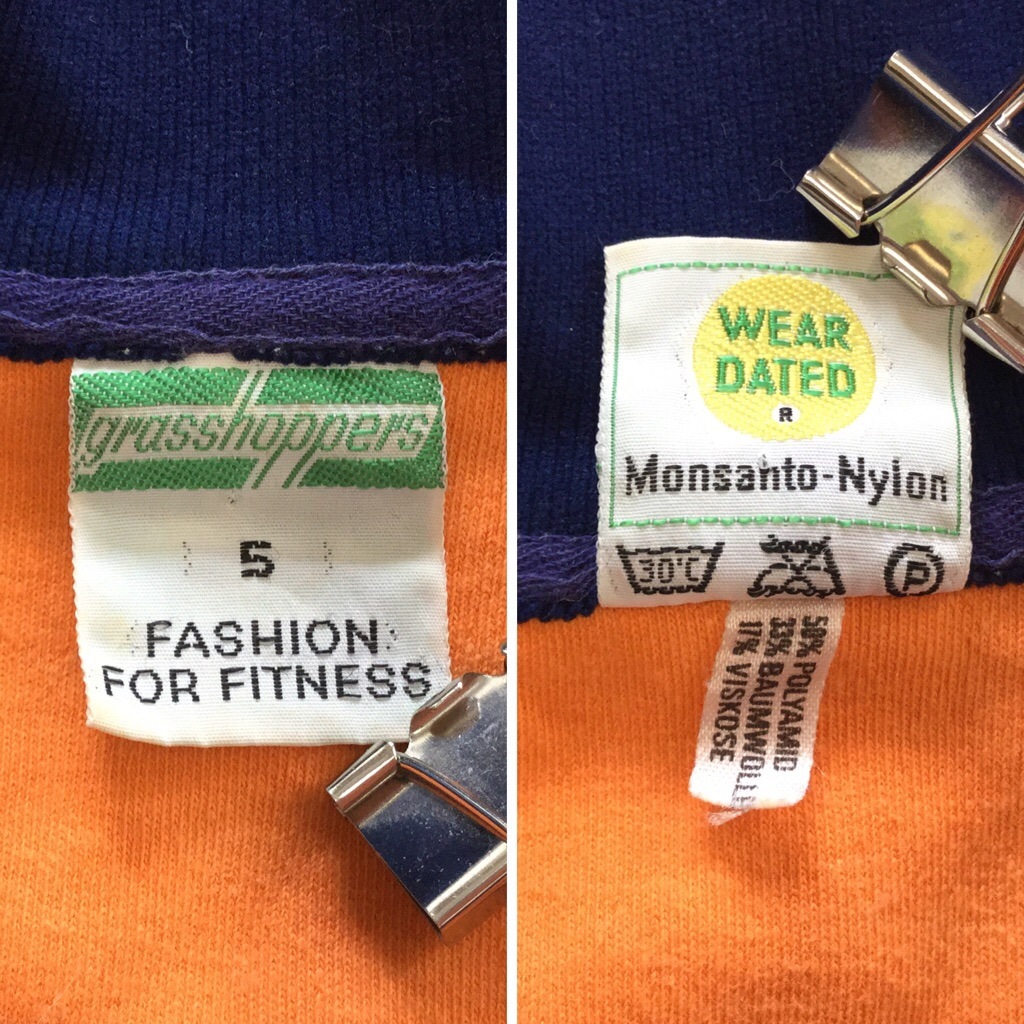 grasshoppers
5
FASHION
FOR FITNESS
WEAR
DATED
R
Monsanto-Nylon
30°C
P
50% POLYAMID
33% BAUMWOLLE
17% VISKOSE